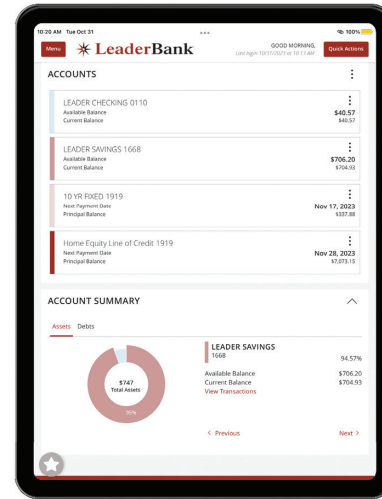 10:20 AM Tue Oct 31
100%
Menu
LeaderBank
GOOD MORNING,
Last login 10/31/2023 at 10:13 AM
Quick Actions
ACCOUNTS
LEADER CHECKING 0110
Available Balance $40.57
Current Balance $40.57
LEADER SAVINGS 1668
Available Balance $706.20
Current Balance $704.93
10 YR FIXED 1919
Next Payment Date Nov 17, 2023
Principal Balance $337.88
Home Equity Line of Credit 1919
Next Payment Date Nov 28, 2023
Principal Balance $7,073.15
ACCOUNT SUMMARY
Assets Debts
$747
Total Assets
95%
LEADER SAVINGS
1668 94.57%
Available Balance $706.20
Current Balance $704.93
View Transactions
< Previous Next >